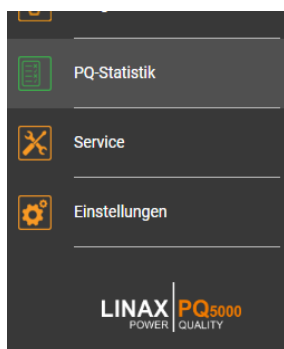 PQ-Statistik
Service
Einstellungen
LINAX PQ5000
POWER QUALITY